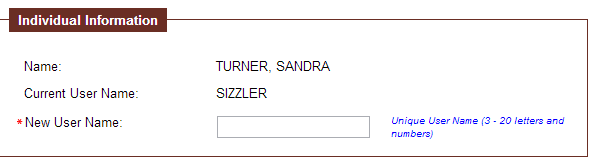 Individual Information
Name: TURNER, SANDRA
Current User Name: SIZZLER
*New User Name: Unique User Name (3 - 20 letters and
numbers)